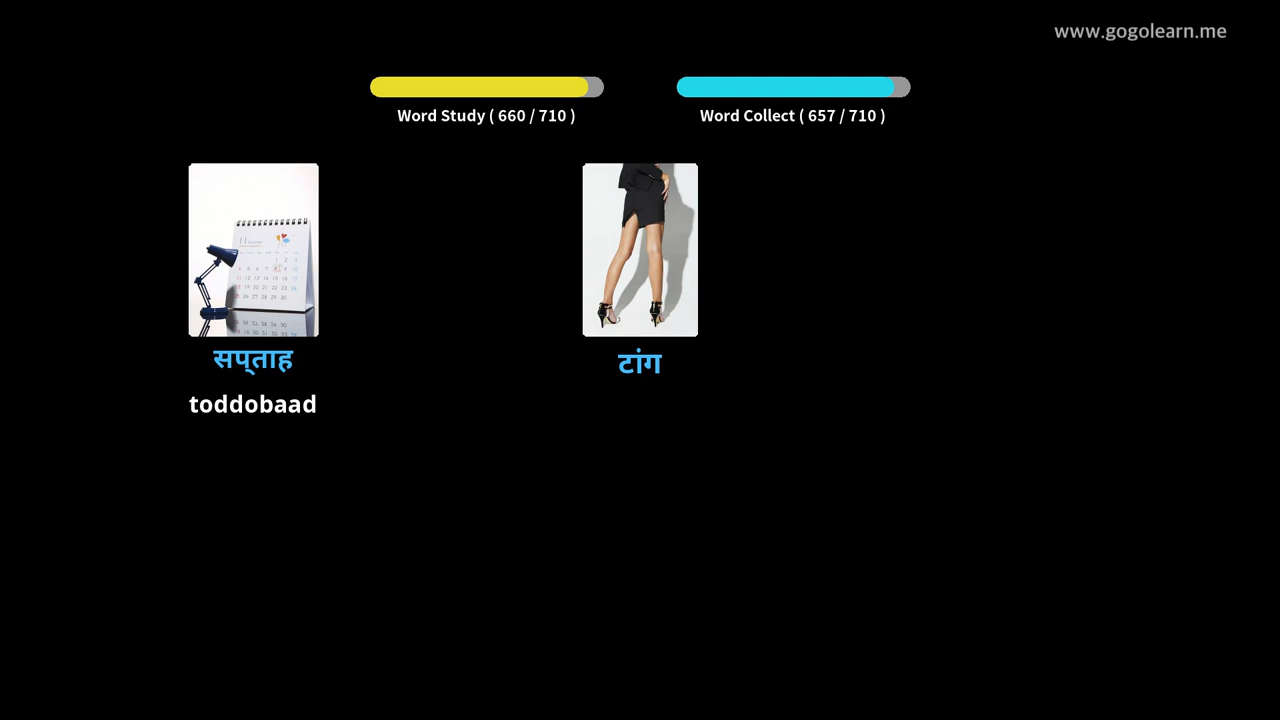 www.gogolearn.me
Word Study ( 660 / 710 )
Word Collect ( 657 / 710 )
सप्ताह
टांग
toddobaad